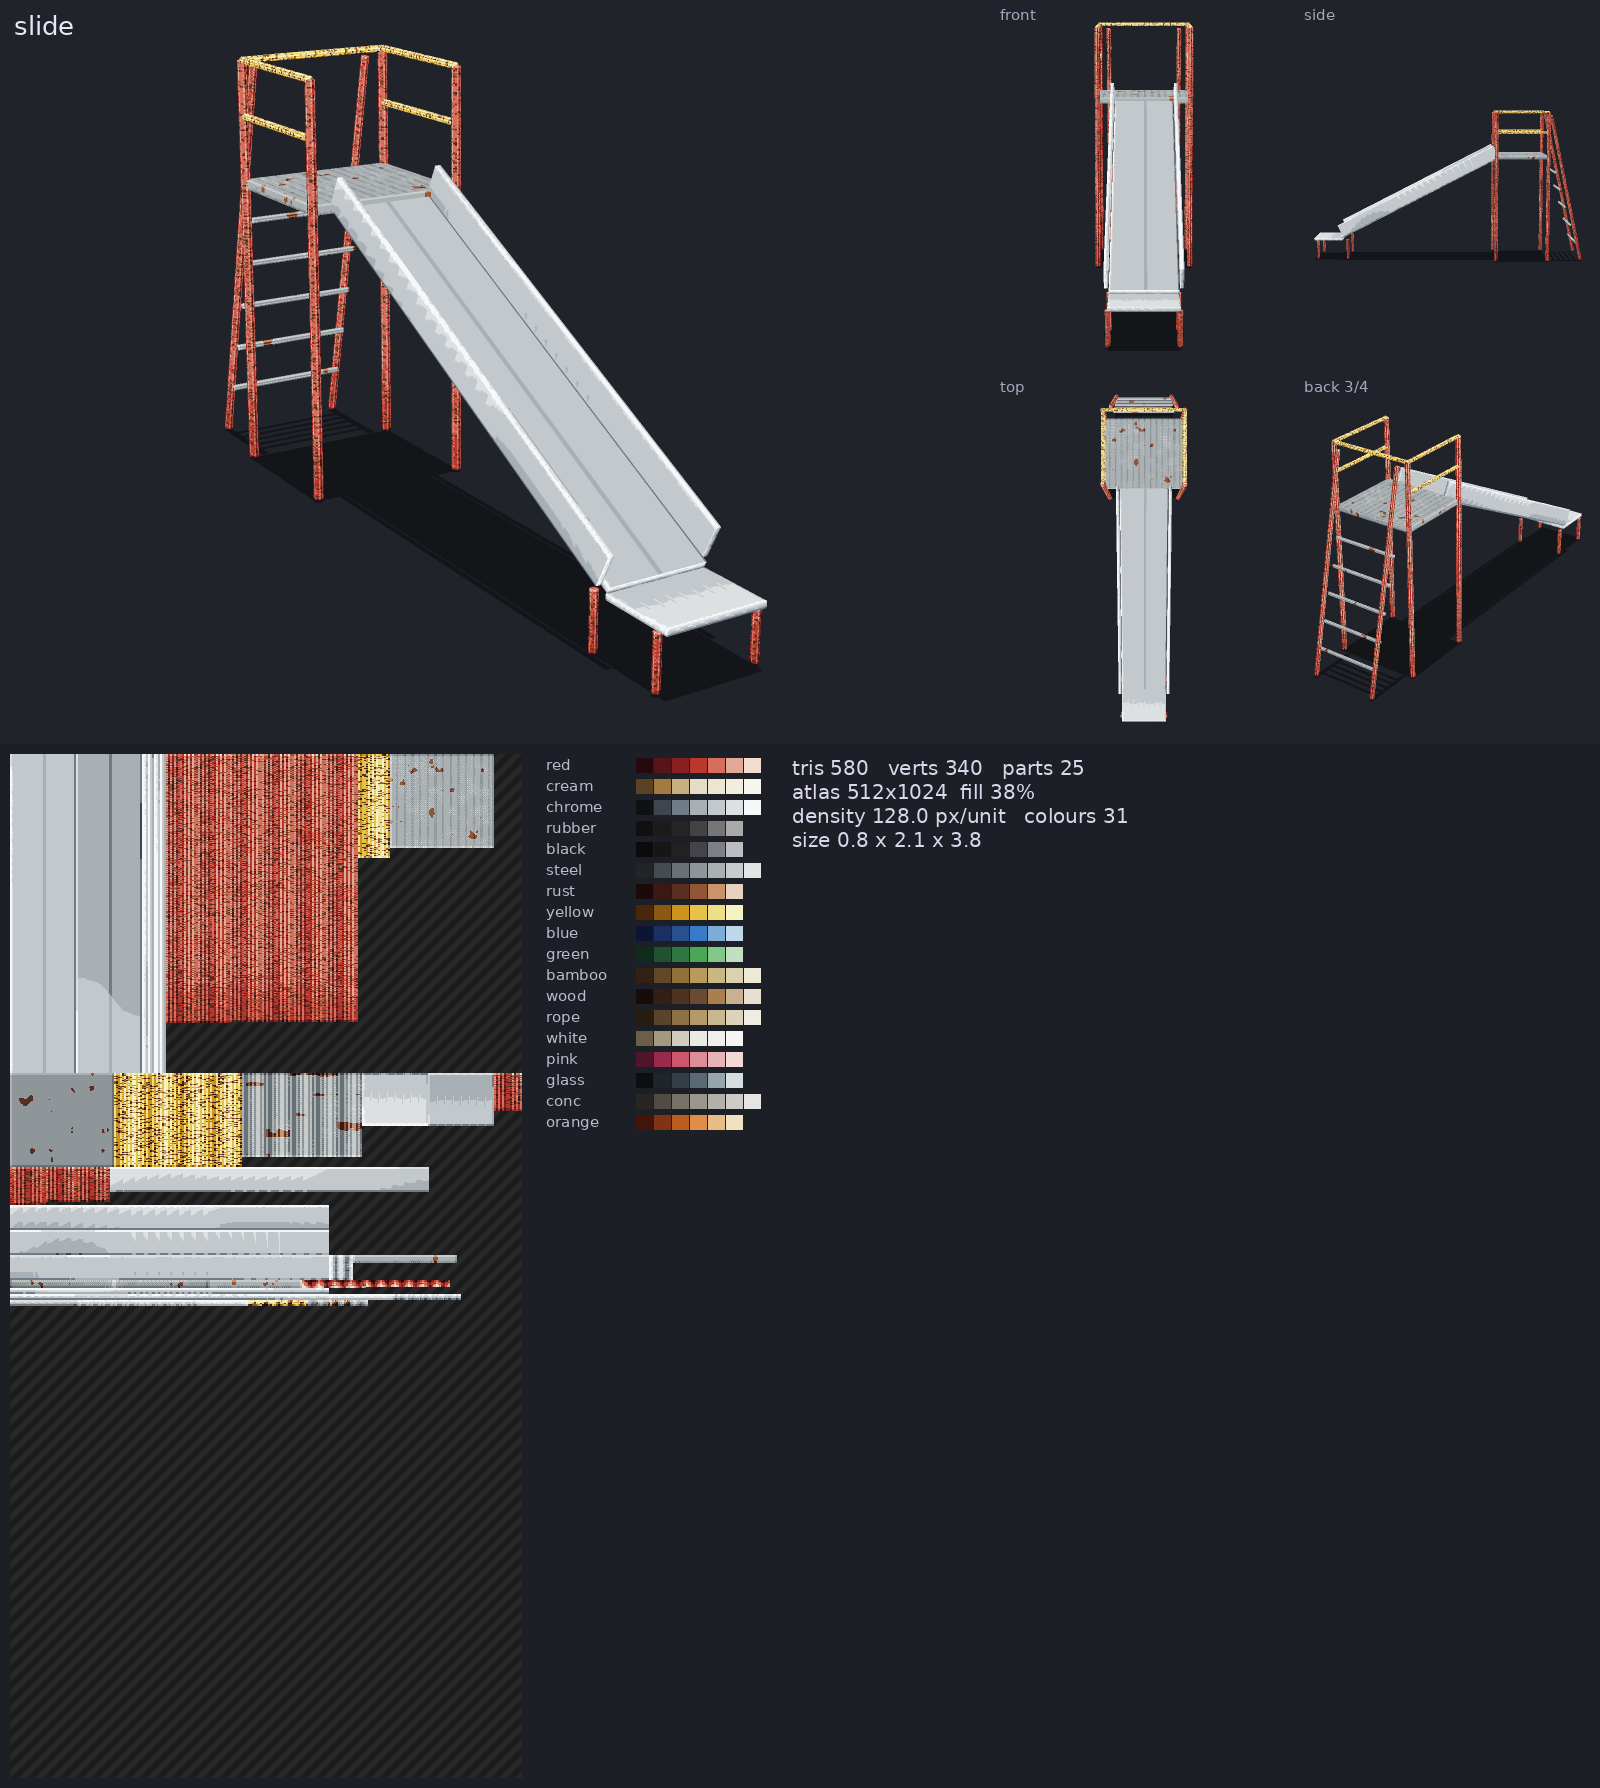 slide
front
side
top
back 3/4
red
cream
chrome
rubber
black
steel
rust
yellow
blue
green
bamboo
wood
rope
white
pink
glass
conc
orange
tris 580 verts 340 parts 25
atlas 512x1024 fill 38%
density 128.0 px/unit colours 31
size 0.8 x 2.1 x 3.8